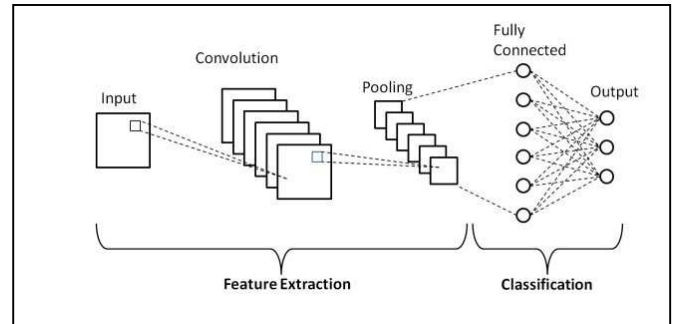 Input
Convolution
Pooling
Fully
Connected
Output
Feature Extraction
Classification